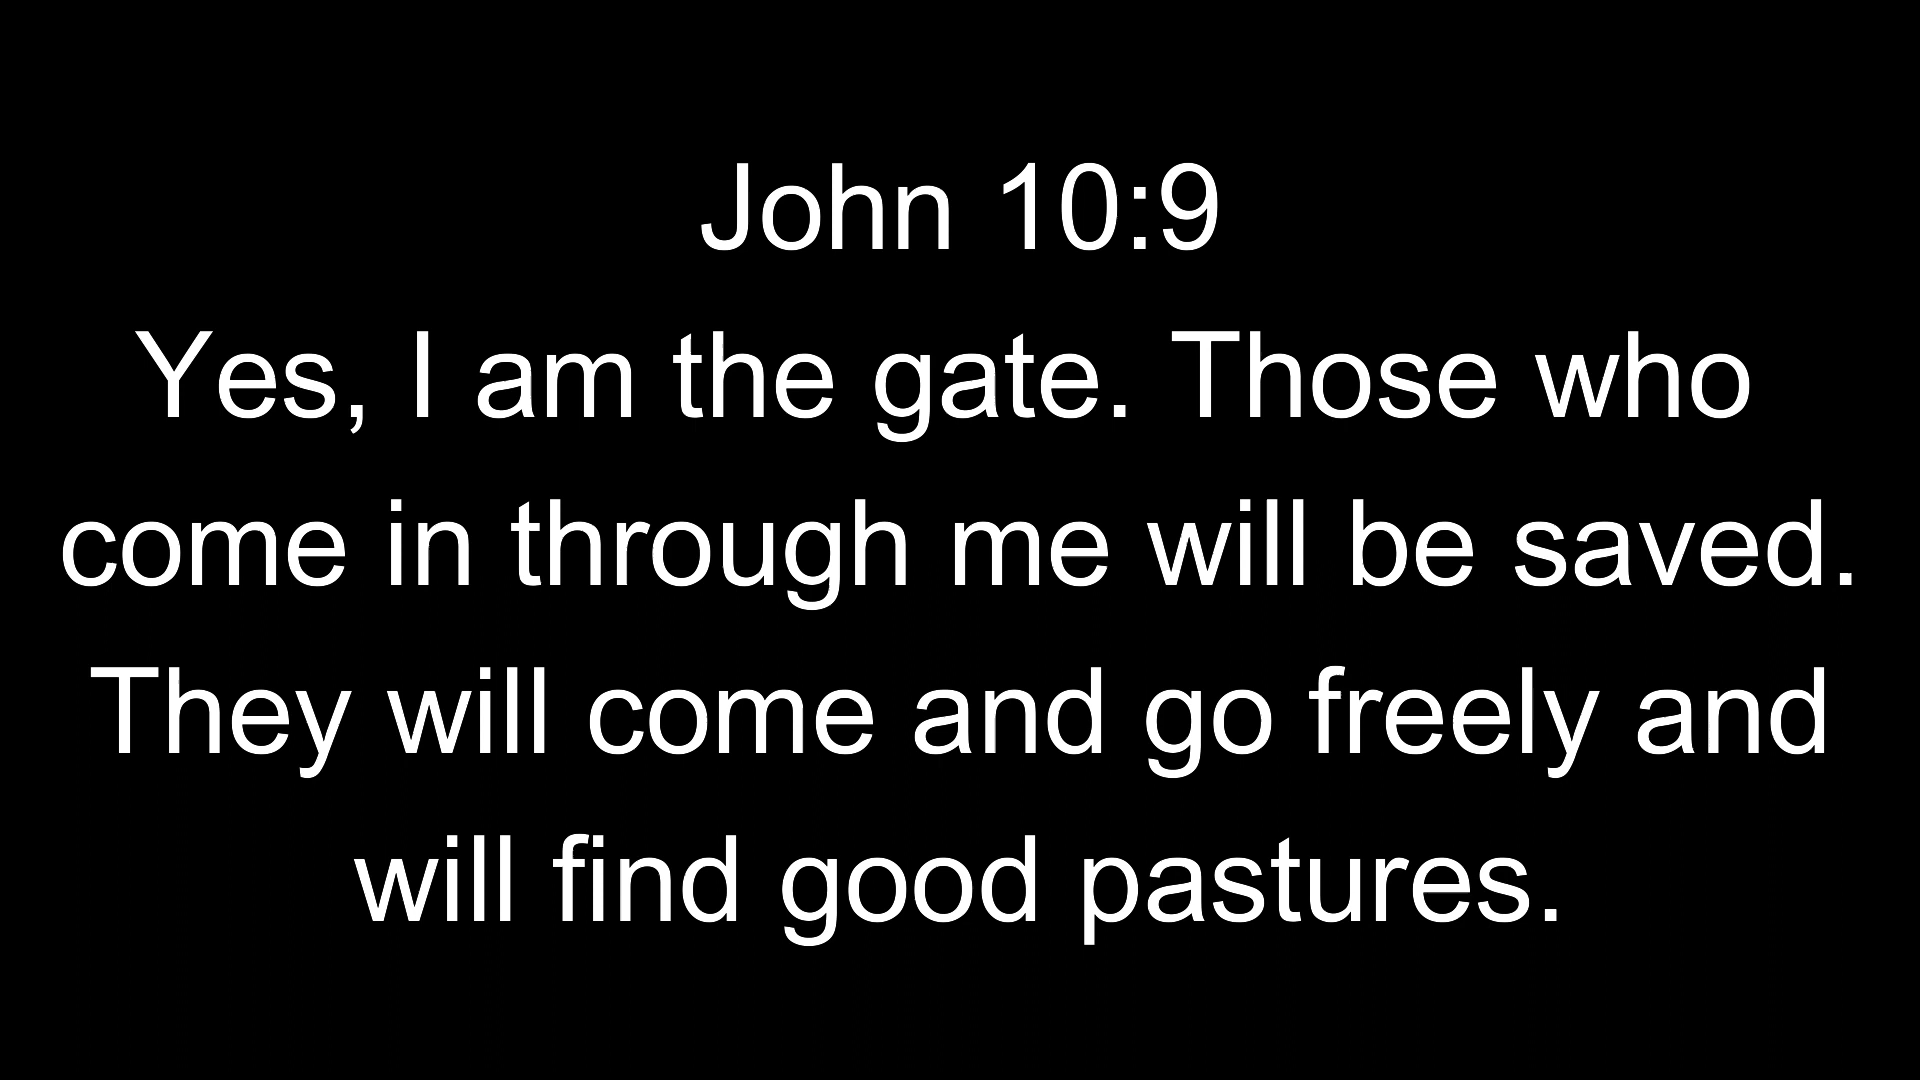 John 10:9
Yes, I am the gate. Those who
come in through me will be saved.
They will come and go freely and
will find good pastures.